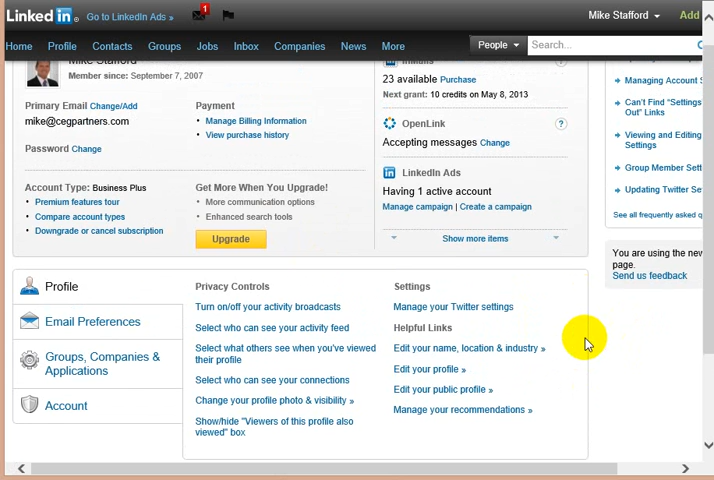 Linked in
Go to LinkedIn Ads »
1
Mike Stafford
Add
Home
Profile
Contacts
Groups
Jobs
Inbox
Companies
News
More
People
Search...
Mike Stafford
Member since: September 7, 2007
Primary Email Change/Add
mike@cegpartners.com
Password Change
Payment
Manage Billing Information
View purchase history
Account Type: Business Plus
Premium features tour
Compare account types
Downgrade or cancel subscription
Get More When You Upgrade!
More communication options
Enhanced search tools
Upgrade
InMails
?
23 available Purchase
Next grant: 10 credits on May 8, 2013
OpenLink
?
Accepting messages Change
in
LinkedIn Ads
Having 1 active account
Manage campaign | Create a campaign
Show more items
Managing Account S
Can't Find "Settings
Out" Links
Viewing and Editing
Settings
Group Member Set
Updating Twitter Se
See all frequently asked q
You are using the new
page.
Send us feedback
Profile
Email Preferences
Groups, Companies &
Applications
Account
Privacy Controls
Turn on/off your activity broadcasts
Select who can see your activity feed
Select what others see when you've viewed
their profile
Select who can see your connections
Change your profile photo & visibility »
Show/hide "Viewers of this profile also
viewed" box
Settings
Manage your Twitter settings
Helpful Links
Edit your name, location & industry »
Edit your profile »
Edit your public profile »
Manage your recommendations »